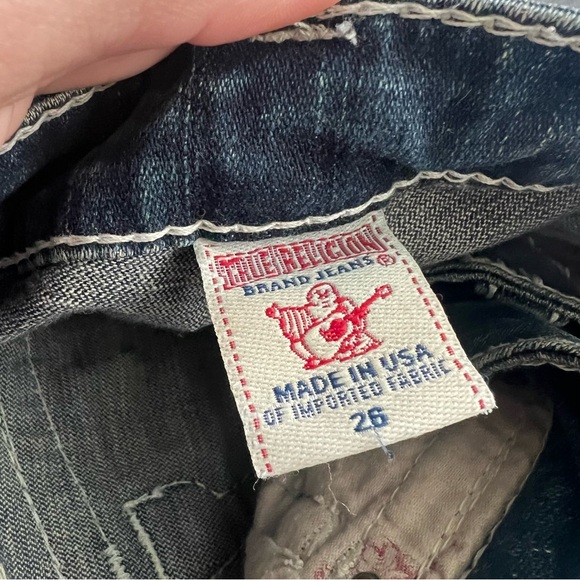 TRUE RELIGION
BRAND JEANS ®
MADE IN USA
OF IMPORTED FABRIC
26